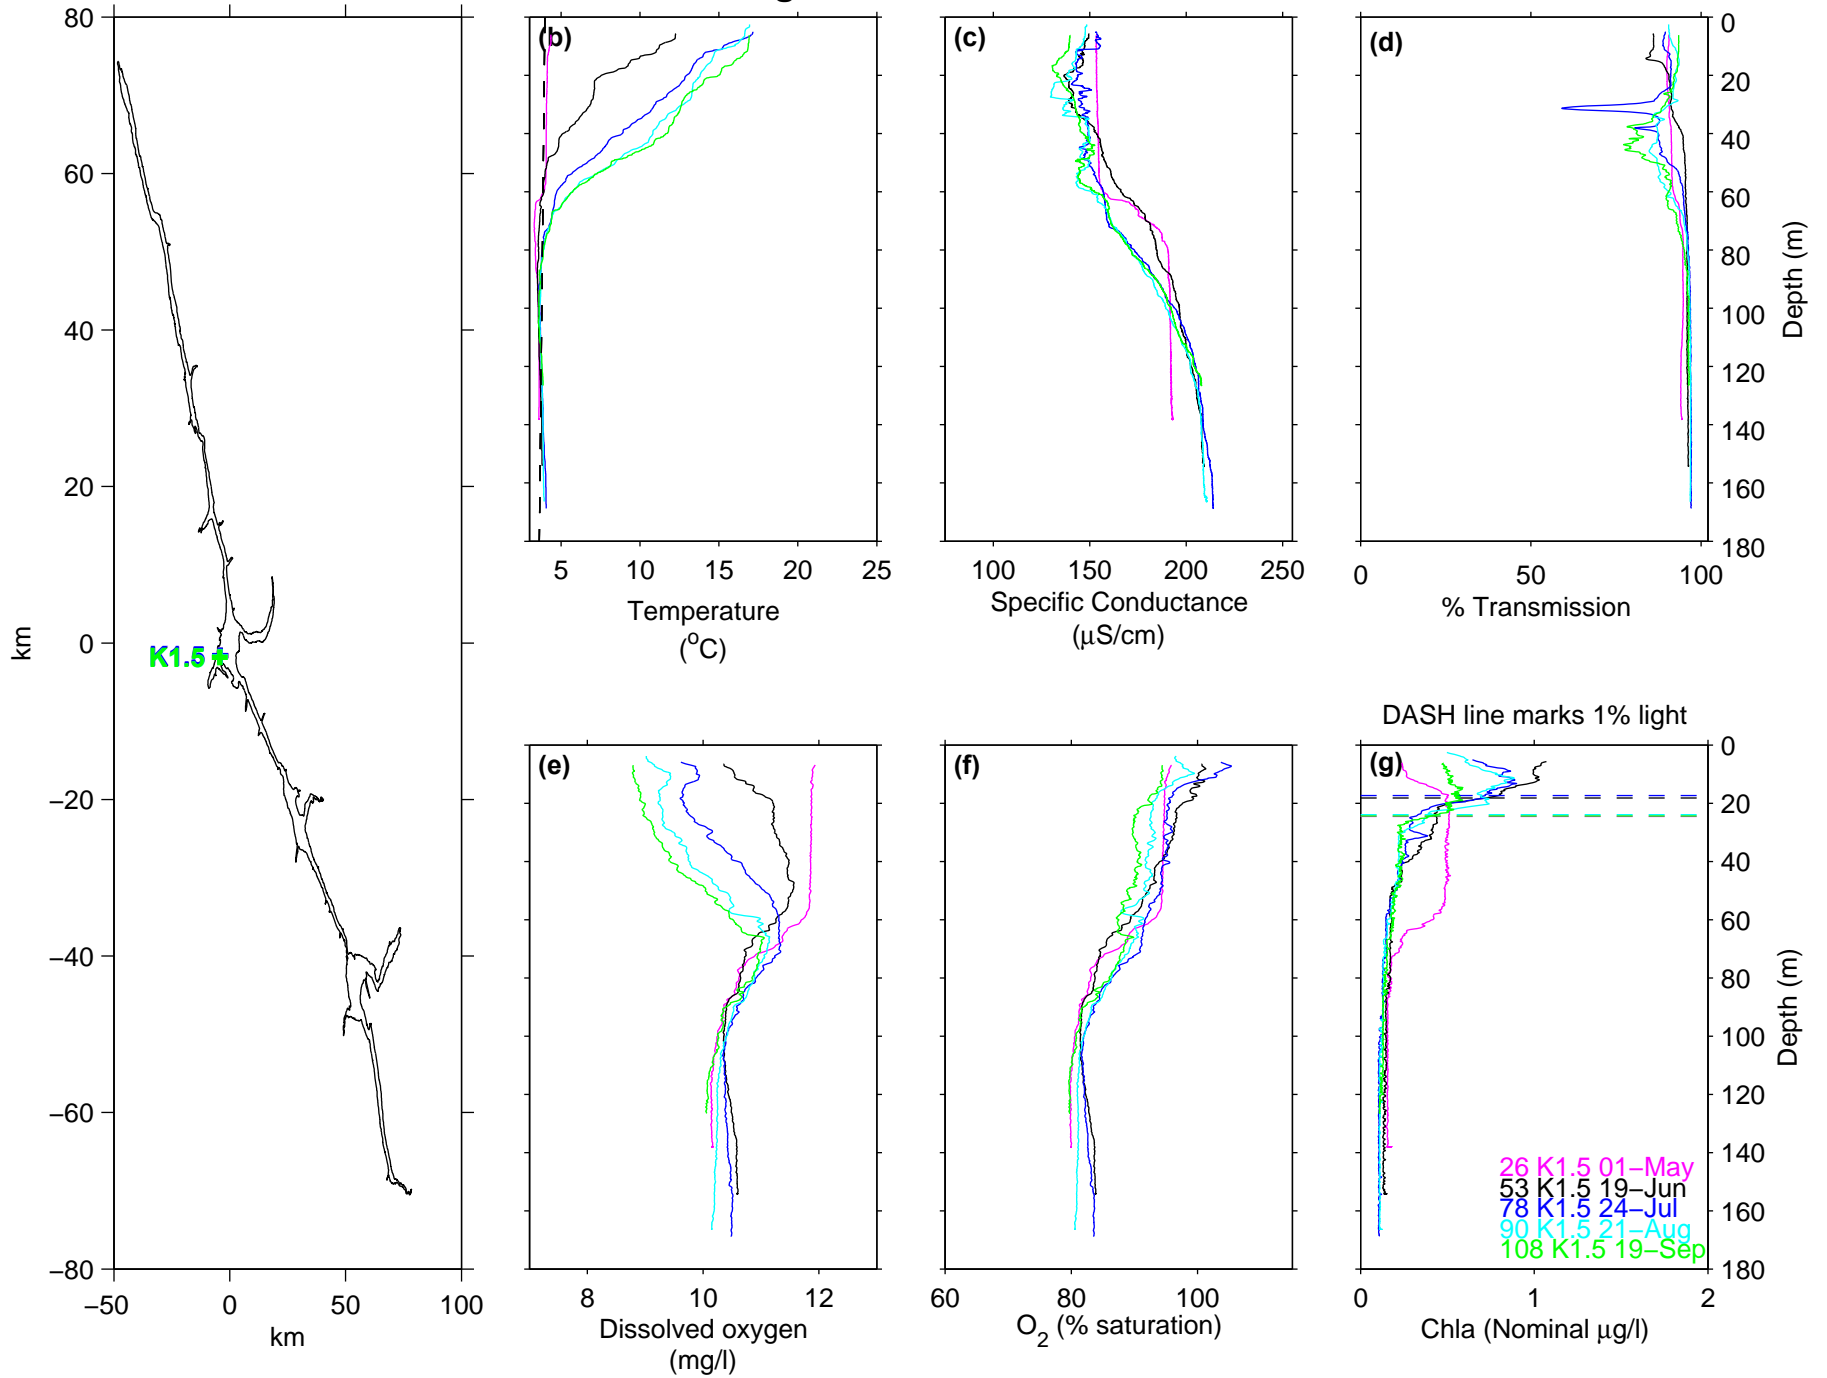 80
60
40
20
0
−20
−40
−60
−80
km
−50 0 50 100
km
K1.5
(b)
5 10 15 20 25
Temperature
(oC)
(c)
100 150 200 250
Specific Conductance
(μS/cm)
(d)
0 50 100
% Transmission
0
20
40
60
80
100
120
140
160
180
Depth (m)
(e)
8 10 12
Dissolved oxygen
(mg/l)
(f)
60 80 100
O2 (% saturation)
DASH line marks 1% light
(g)
26 K1.5 01−May
53 K1.5 19−Jun
78 K1.5 24−Jul
90 K1.5 21−Aug
108 K1.5 19−Sep
0 1 2
Chla (Nominal μg/l)
0
20
40
60
80
100
120
140
160
180
Depth (m)